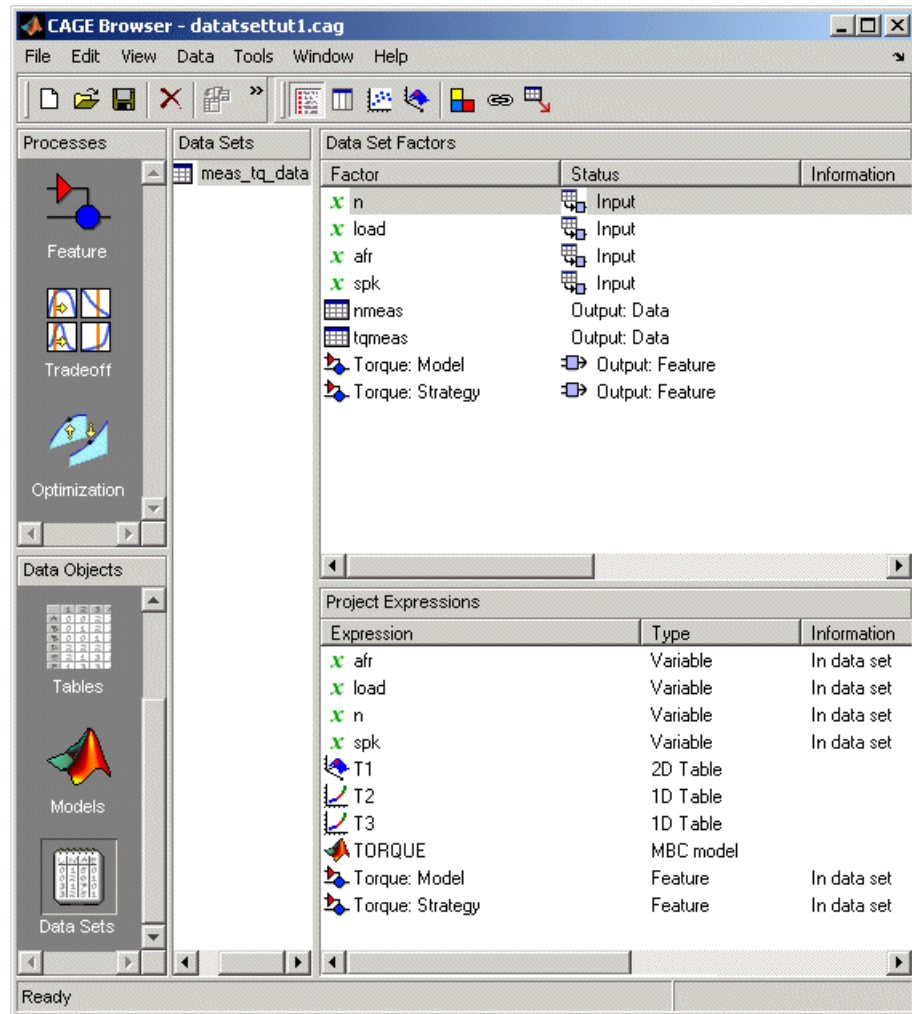 CAGE Browser - datatsettut1.cag
File Edit View Data Tools Window Help
»
Processes
Feature
Tradeoff
Optimization
Data Objects
Tables
Models
Data Sets
Data Sets
meas_tq_data
Data Set Factors
Factor Status Information
x n Input
x load Input
x afr Input
x spk Input
nmeas Output: Data
tqmeas Output: Data
Torque: Model Output: Feature
Torque: Strategy Output: Feature
Project Expressions
Expression Type Information
x afr Variable In data set
x load Variable In data set
x n Variable In data set
x spk Variable In data set
T1 2D Table
T2 1D Table
T3 1D Table
TORQUE MBC model
Torque: Model Feature In data set
Torque: Strategy Feature In data set
Ready